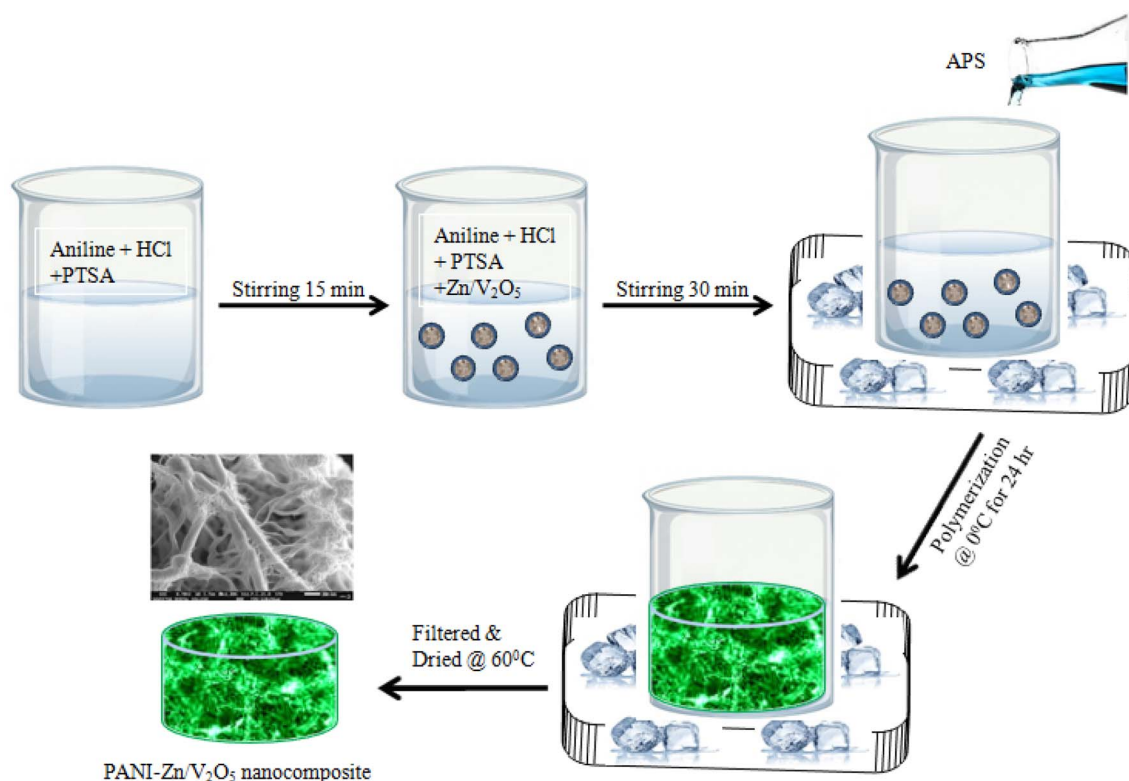 APS
Aniline + HCl
+PTSA
Stirring 15 min
Aniline + HCl
+ PTSA
+Zn/V₂O₅
Stirring 30 min
Polymerization
@ 0⁰C for 24 hr
Filtered &
Dried @ 60⁰C
PANI-Zn/V₂O₅ nanocomposite